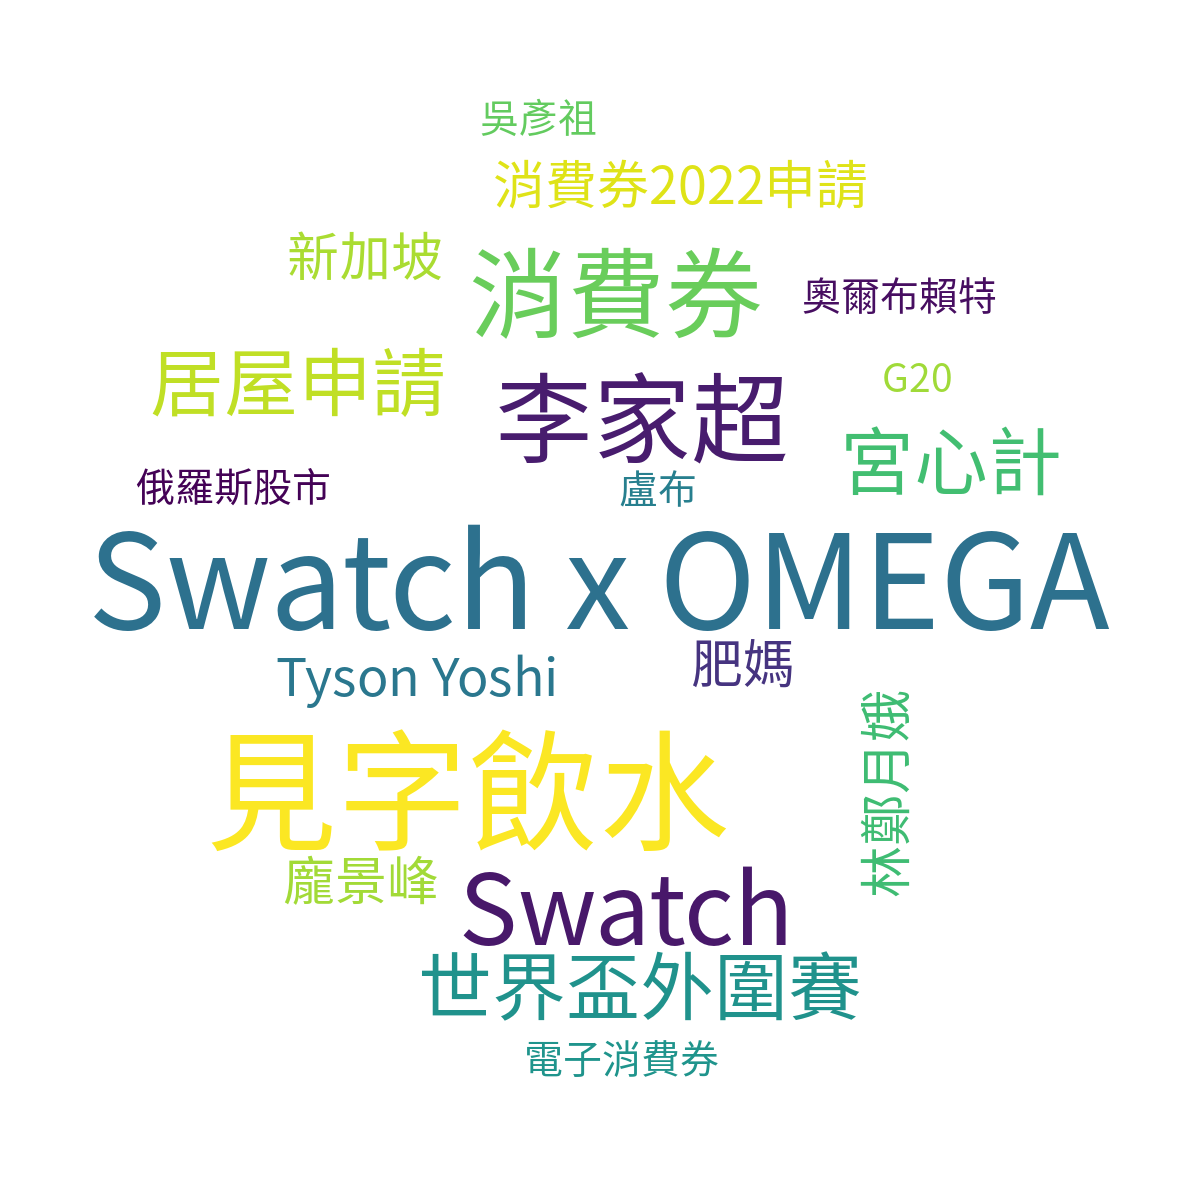 吳彥祖
消費券2022申請
新加坡
消費券
奧爾布賴特
居屋申請
李家超
G20
宮心計
俄羅斯股市
盧布
Swatch x OMEGA
Tyson Yoshi
肥媽
林鄭月娥
見字飲水
龐景峰
Swatch
世界盃外圍賽
電子消費券